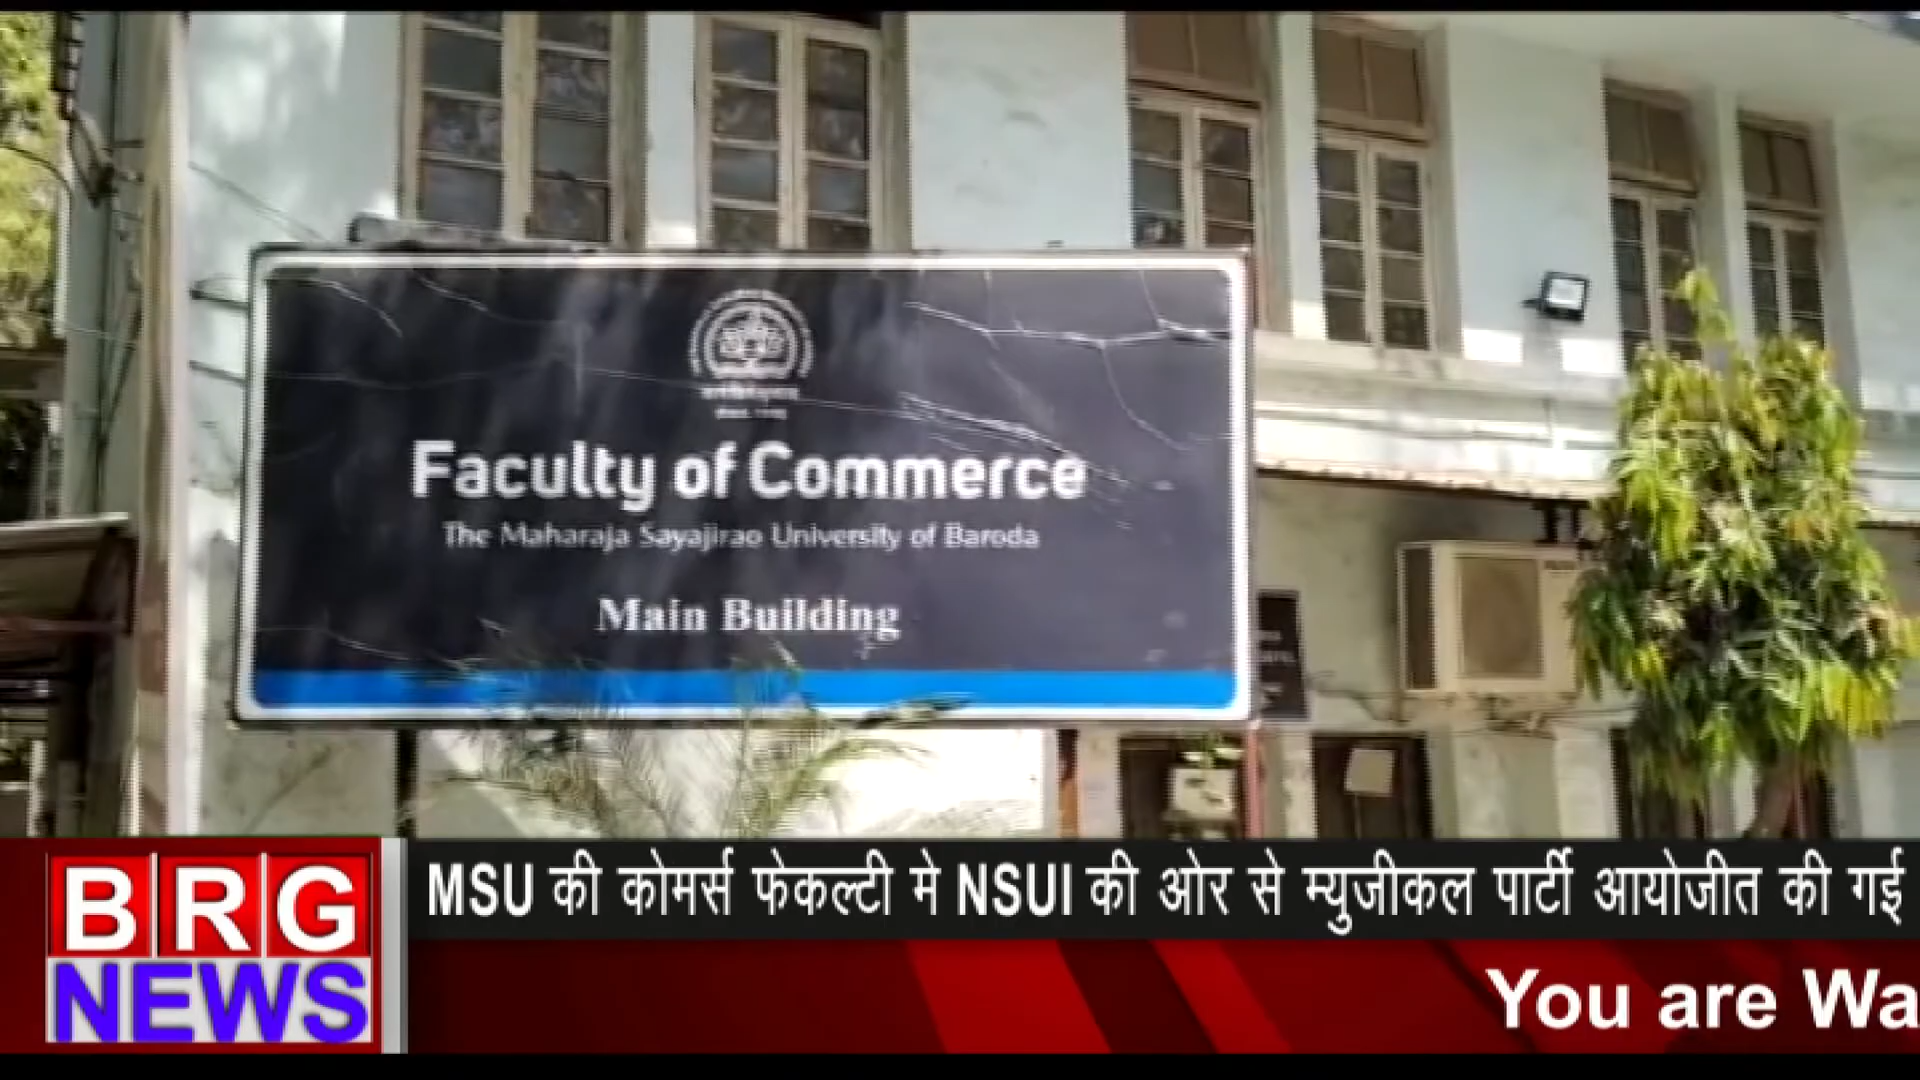 Faculty of Commerce
The Maharaja Sayajirao University of Baroda
Main Building
BRG
NEWS
MSU की कोमर्स फेकल्टी मे NSUI की ओर से म्युजीकल पार्टी आयोजीत की गई
You are Wa